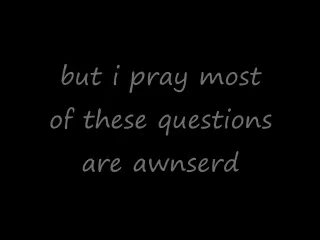 but i pray most
of these questions
are awnserd